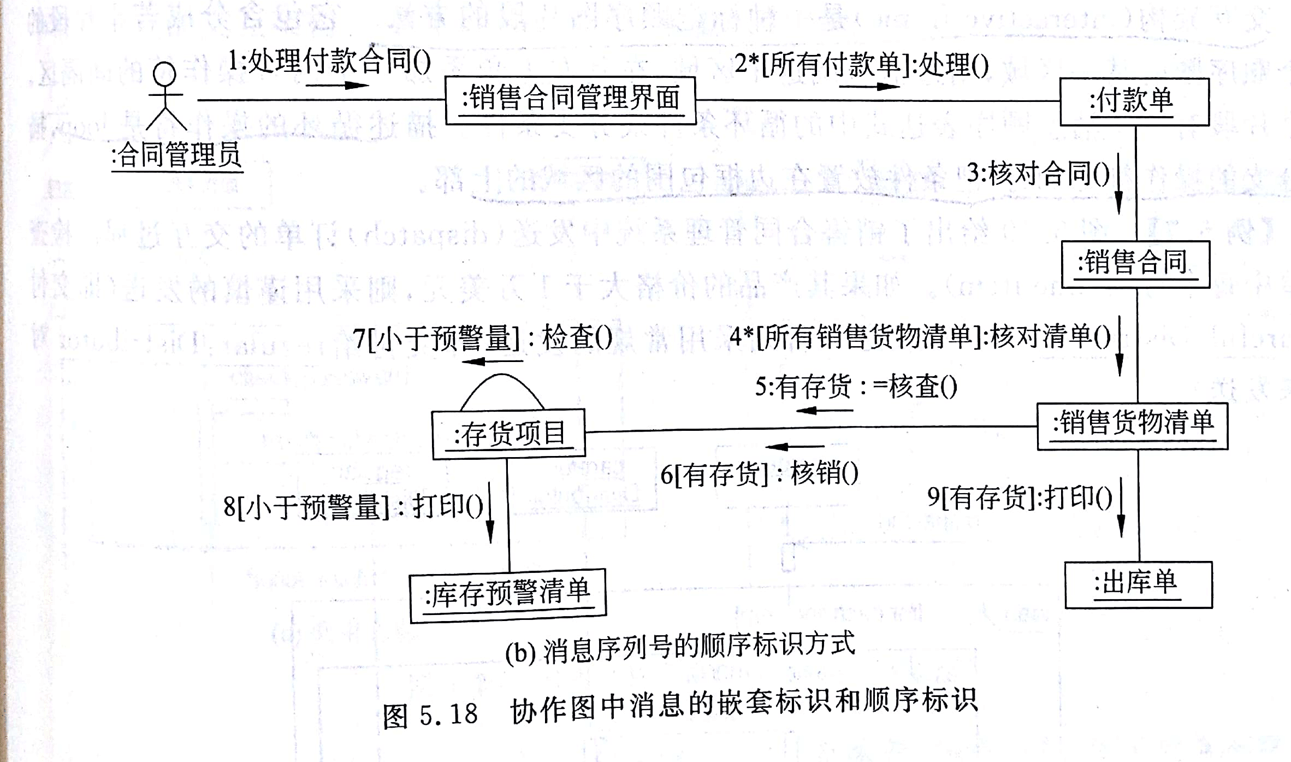 1:处理付款合同()
2*[所有付款单]:处理()
:销售合同管理界面
:付款单
:合同管理员
3:核对合同()
:销售合同
7[小于预警量]:检查()
4*[所有销售货物清单]:核对清单()
5:有存货:=核查()
:存货项目
:销售货物清单
6[有存货]:核销()
8[小于预警量]:打印()
9[有存货]:打印()
:库存预警清单
:出库单
(b) 消息序列号的顺序标识方式
图 5.18 协作图中消息的嵌套标识和顺序标识